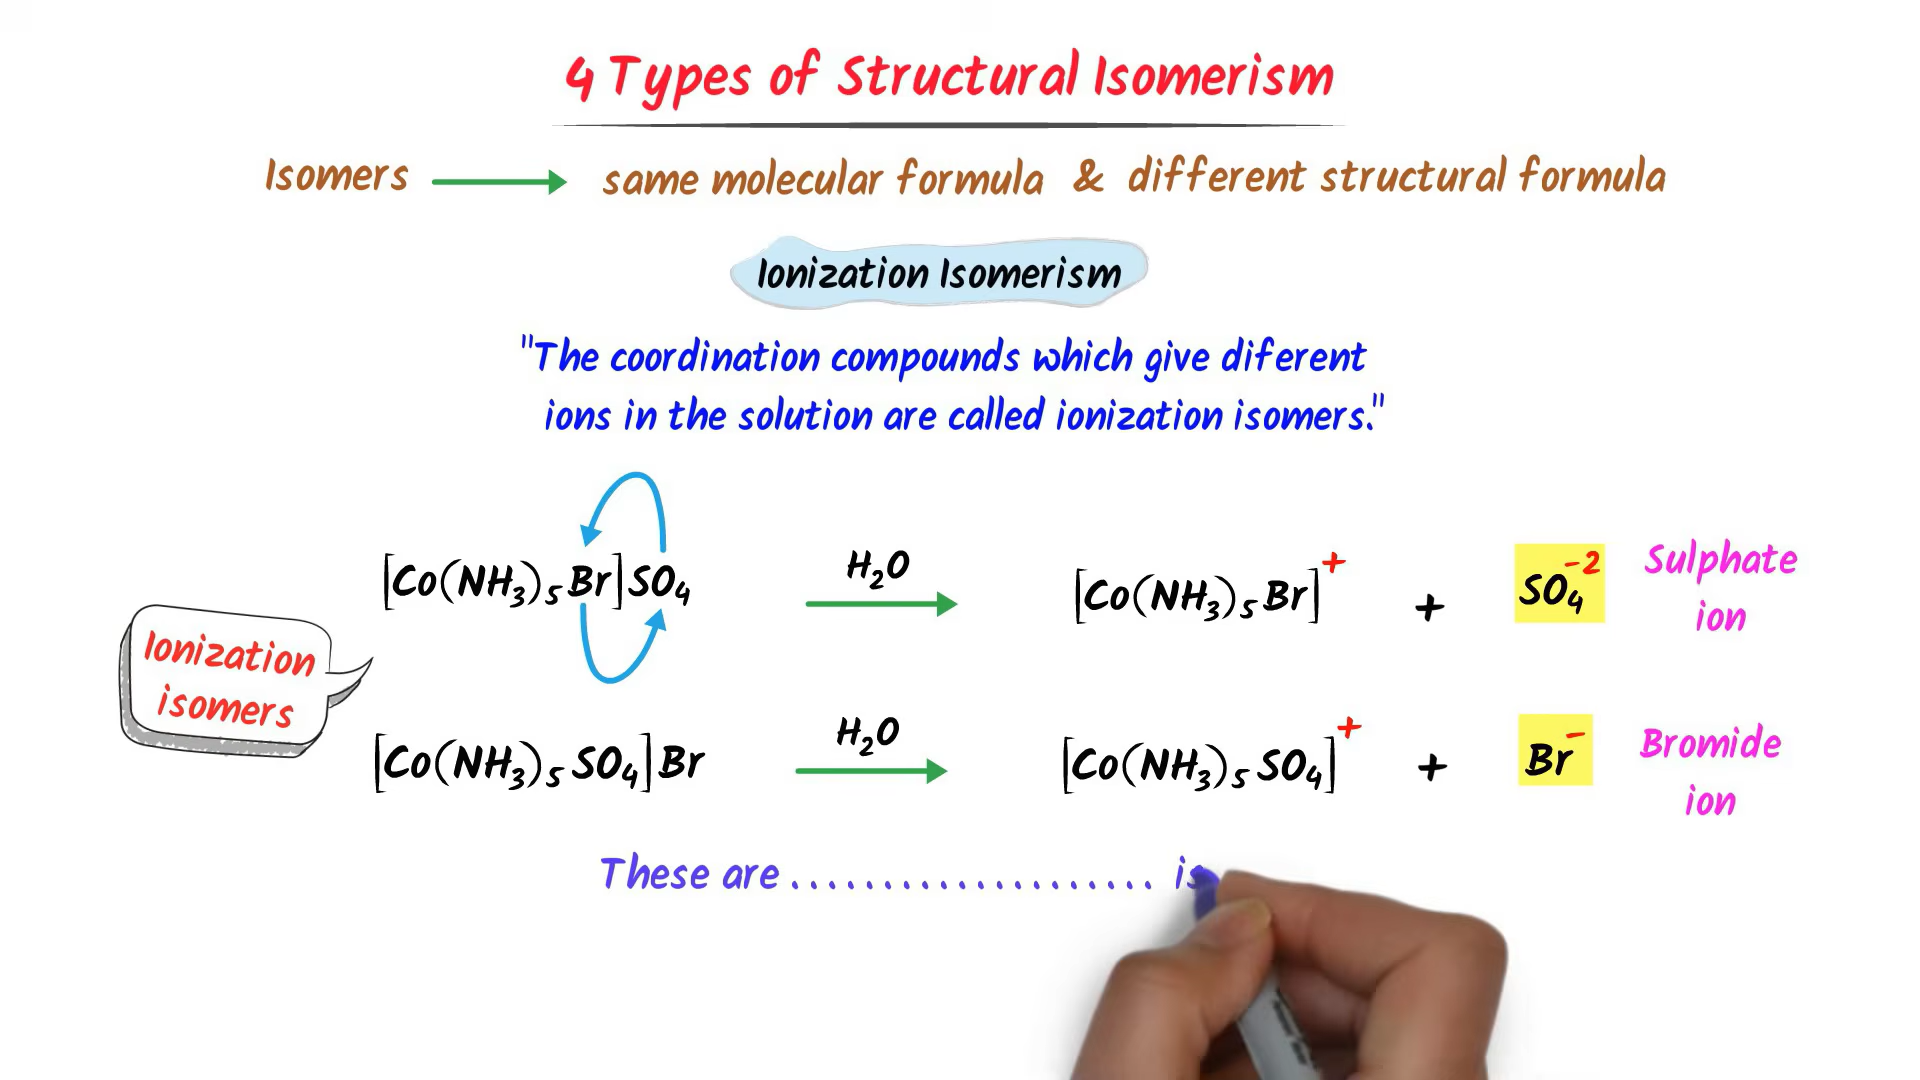 4 Types of Structural Isomerism
Isomers → same molecular formula & different structural formula
Ionization Isomerism
"The coordination compounds which give diferent
ions in the solution are called ionization isomers."
[Co(NH₃)₅Br]SO₄ H₂O → [Co(NH₃)₅Br]⁺ + SO₄⁻² Sulphate ion
Ionization
isomers
[Co(NH₃)₅SO₄]Br H₂O → [Co(NH₃)₅SO₄]⁺ + Br⁻ Bromide ion
These are .................... is